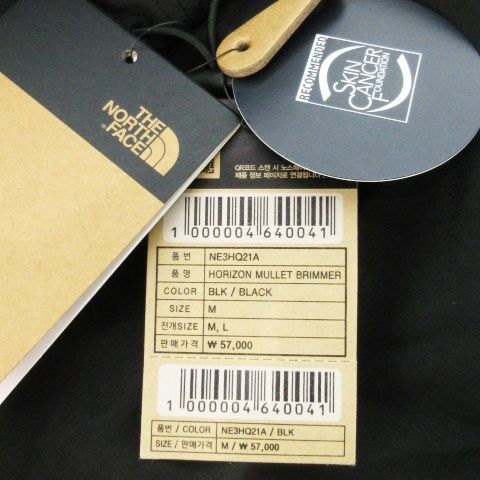 THE
NORTH
FACE
RECOMMENDED
SKIN
CANCER
FOUNDATION
QR코드 스캔 시 노스
제품 정보 페이지로 연결됩니다
1 000004 640041
품 번 NE3HQ21A
품 명 HORIZON MULLET BRIMMER
COLOR BLK / BLACK
SIZE M
전개SIZE M, L
판매가격 ₩ 57,000
1 000004 640041
품번 / COLOR NE3HQ21A / BLK
SIZE / 판매가격 M / ₩ 57,000